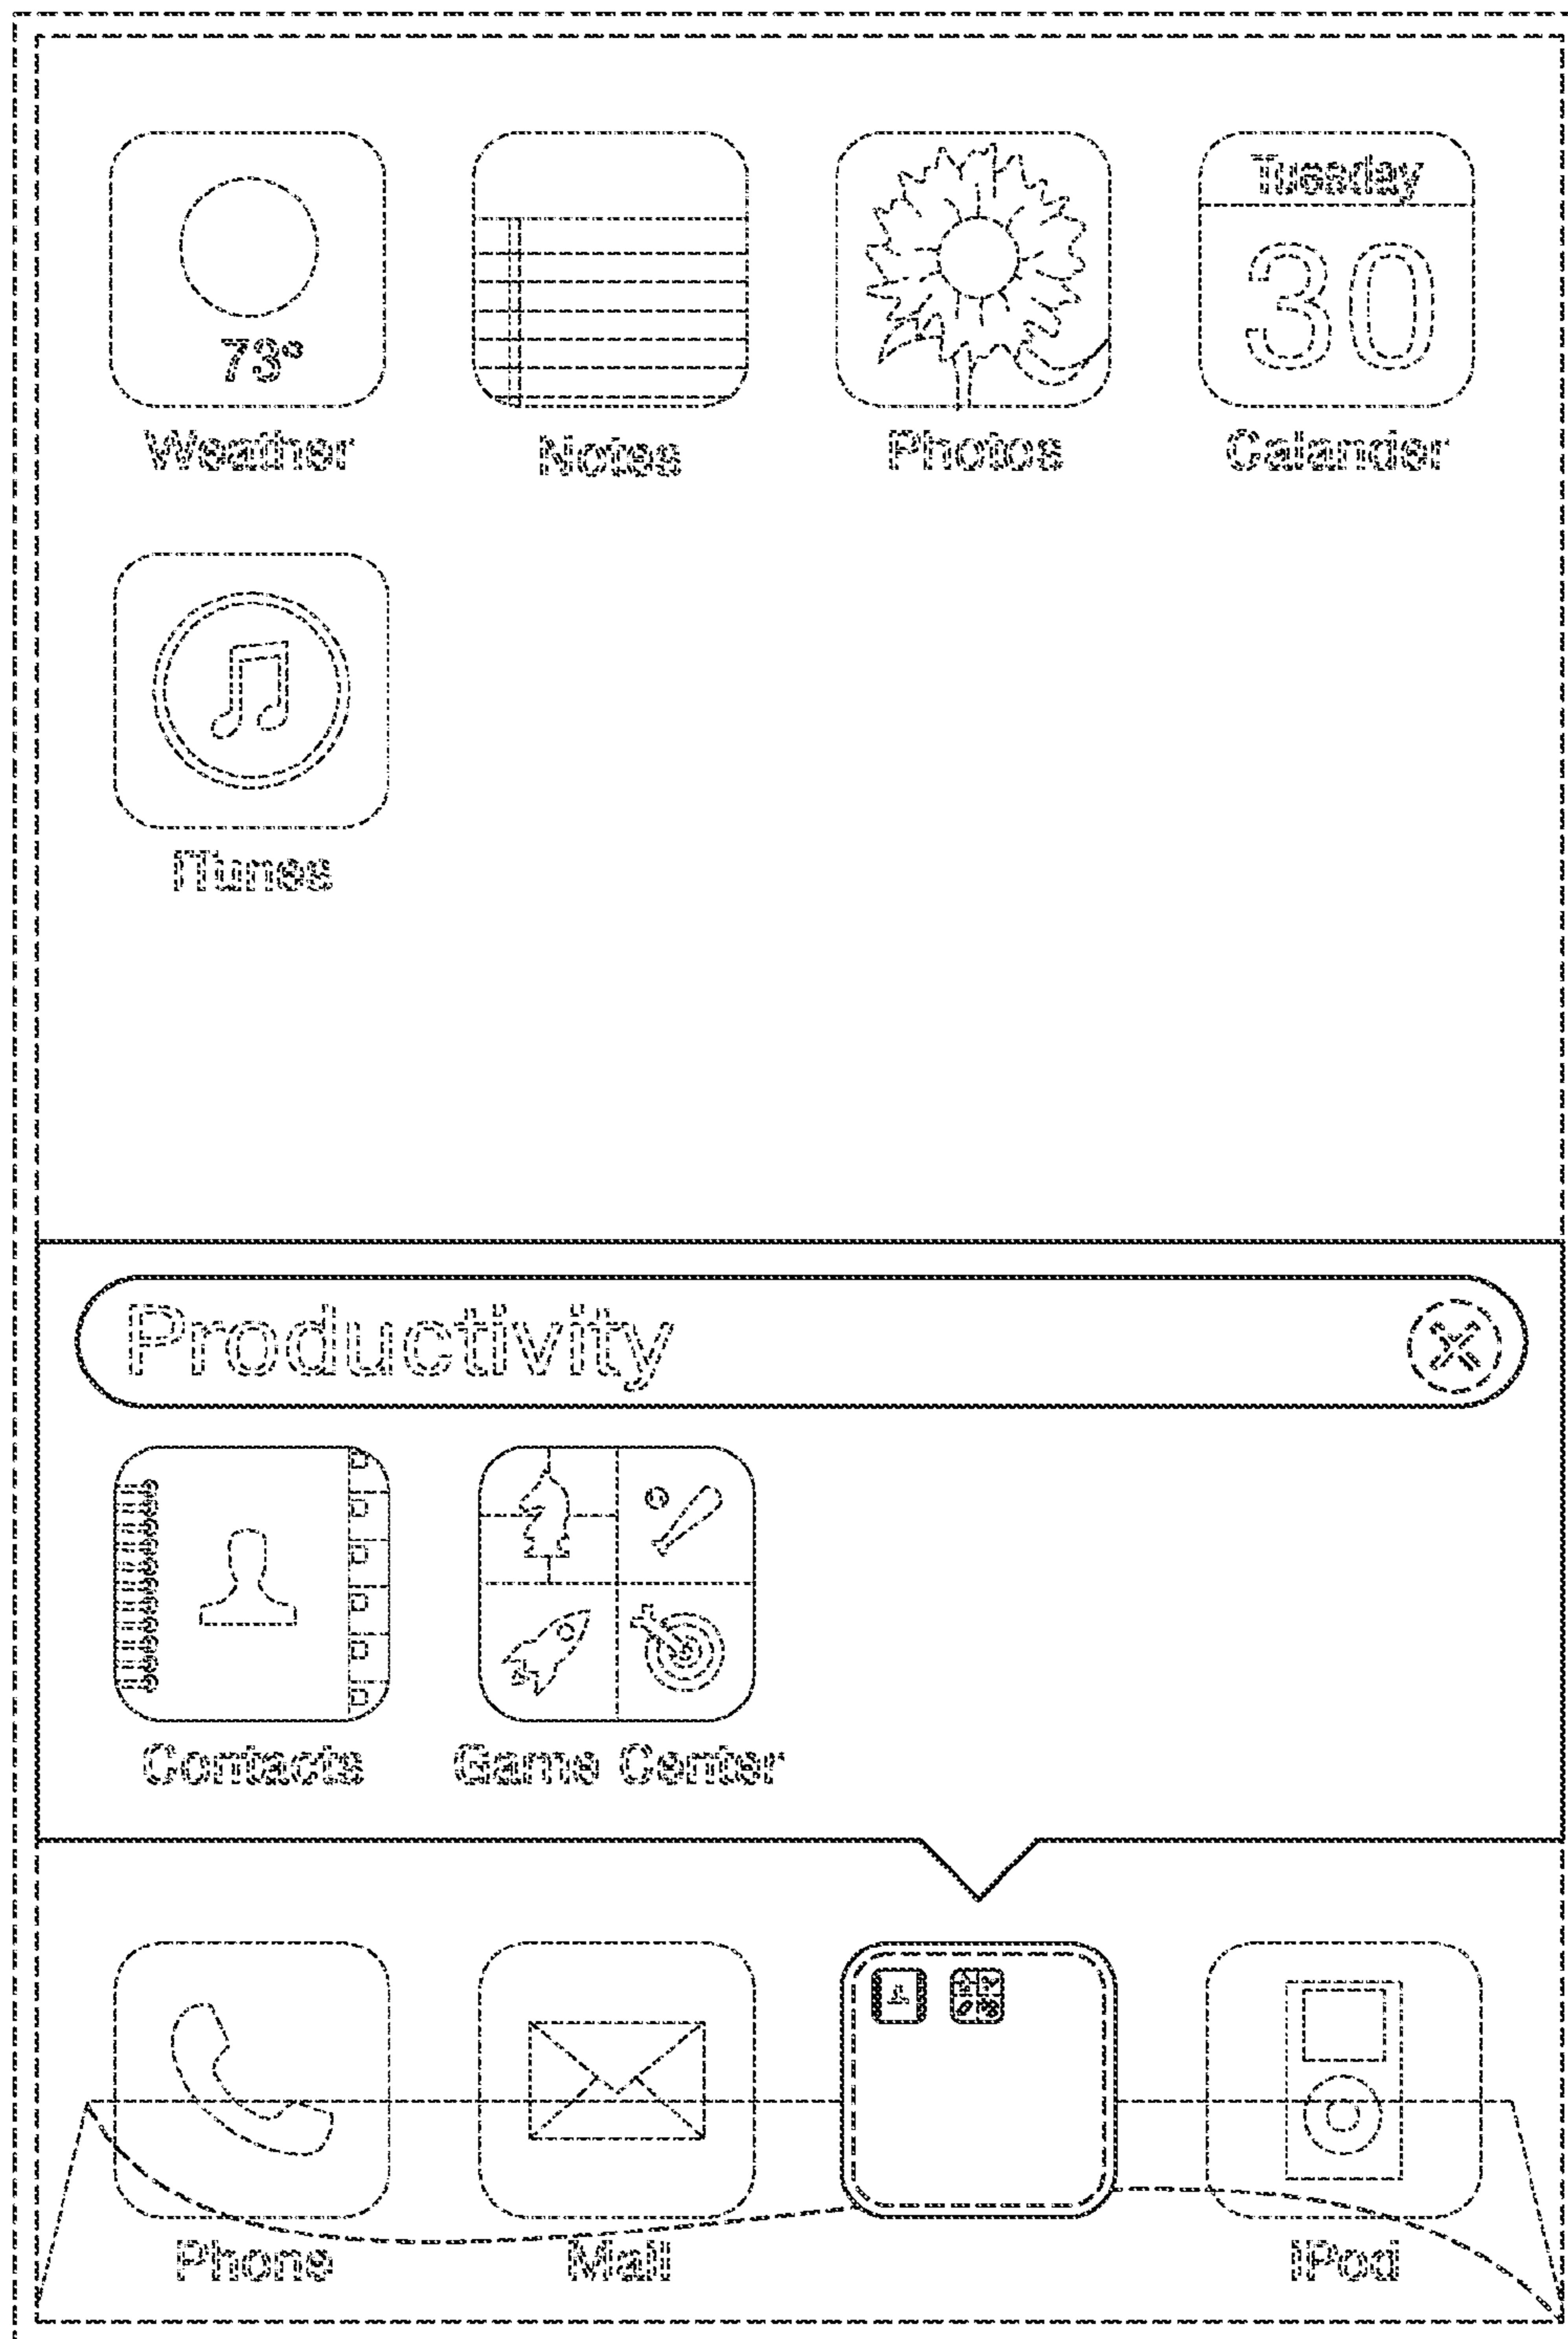 Tuesday
30
73°
Weather Notes Photos Calander
iTunes
Productivity
Contacts Game Center
Phone Mail iPod